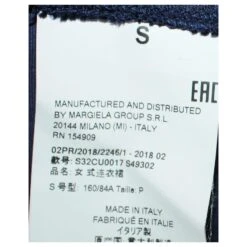 S
EAC
MANUFACTURED AND DISTRIBUTED
BY MARGIELA GROUP S.R.L
20144 MILANO (MI) - ITALY
RN 154909
02PR/2018/2246/1 - 2018 02
款号: S32CU0017 S49302
品 名: 女式连衣裙
S 号型: 160/84A Taille: P
MADE IN ITALY
FABRIQUÉ EN ITALIE
イタリア製